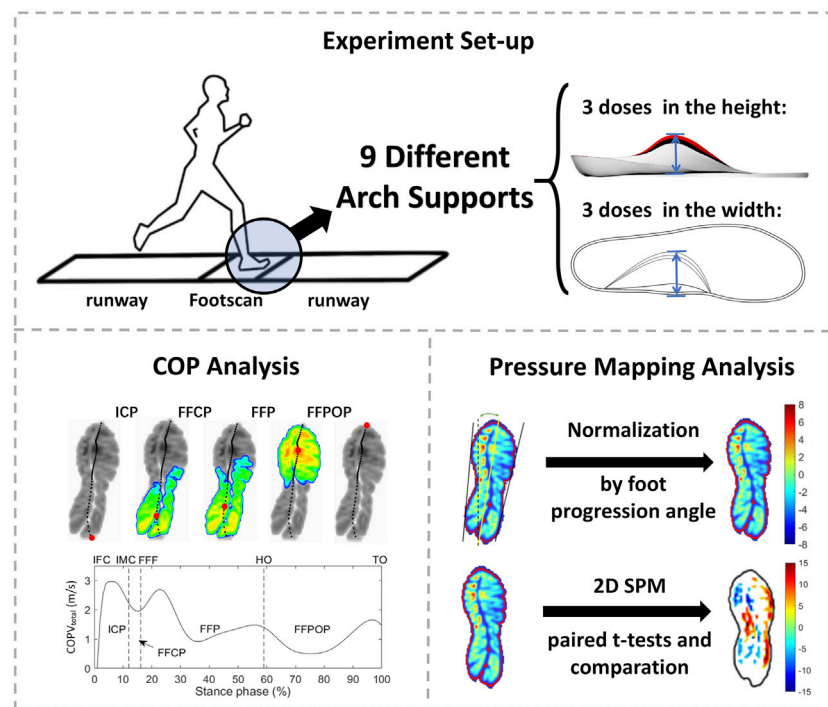 Experiment Set-up
9 Different
Arch Supports
3 doses in the height:
3 doses in the width:
runway Footscan runway
COP Analysis
ICP FFCP FFP FFPOP
IFC IMC FFF HO TO
COPVtotal (m/s)
3
2
1
0
ICP
FFCP
FFP
FFPOP
0 10 20 30 40 50 60 70 80 90 100
Stance phase (%)
Pressure Mapping Analysis
Normalization
by foot
progression angle
8
6
4
2
0
-2
-4
-6
-8
2D SPM
paired t-tests and
comparation
15
10
5
0
-5
-10
-15